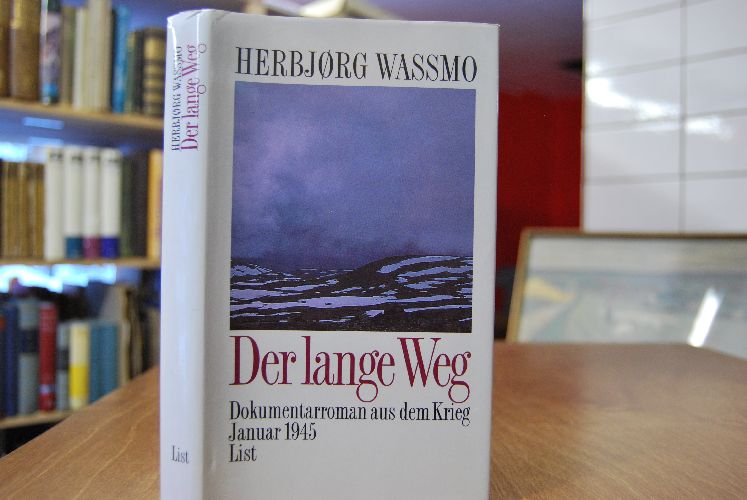 HERBJØRG WASSMO
Der lange Weg
Dokumentarroman aus dem Krieg
Januar 1945
List
HERBJØRG WASSMO
Der lange Weg
List